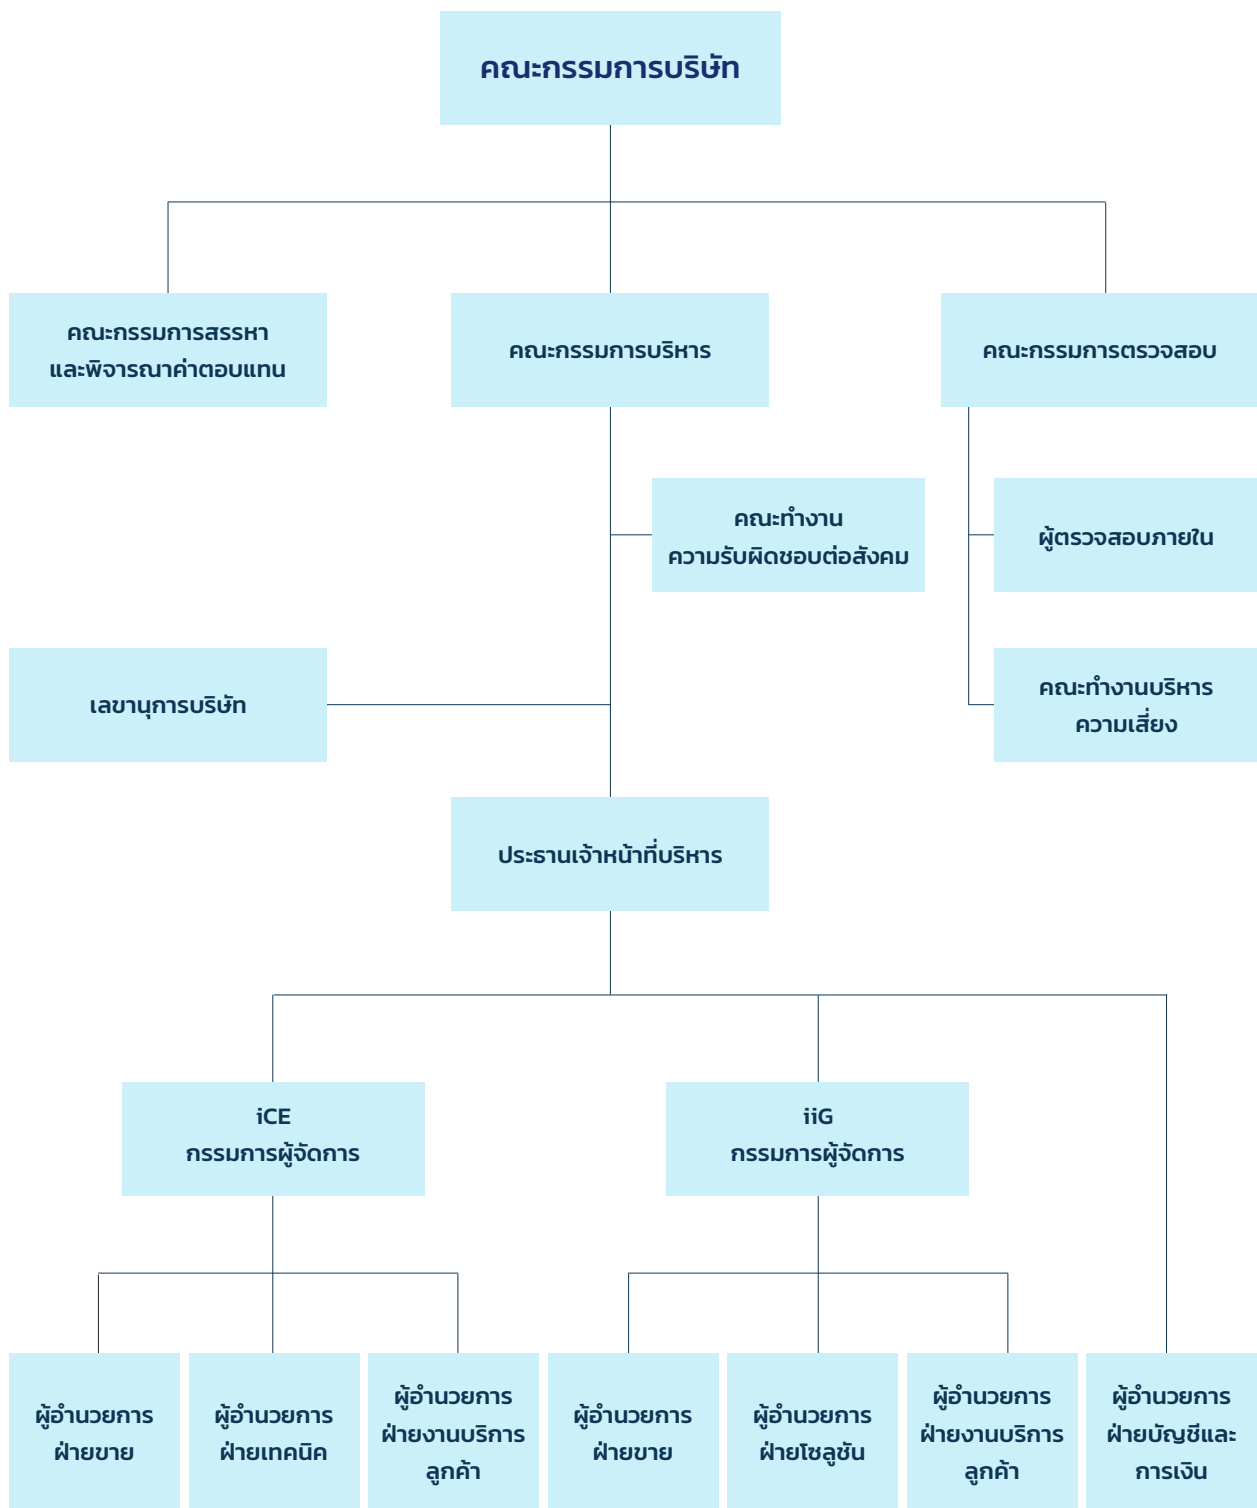 คณะกรรมการบริษัท
คณะกรรมการสรรหา
และพิจารณาค่าตอบแทน
คณะกรรมการบริหาร
คณะกรรมการตรวจสอบ
คณะทำงาน
ความรับผิดชอบต่อสังคม
ผู้ตรวจสอบภายใน
เลขานุการบริษัท
คณะทำงานบริหาร
ความเสี่ยง
ประธานเจ้าหน้าที่บริหาร
iCE
กรรมการผู้จัดการ
iiG
กรรมการผู้จัดการ
ผู้อำนวยการ
ฝ่ายขาย
ผู้อำนวยการ
ฝ่ายเทคนิค
ผู้อำนวยการ
ฝ่ายงานบริการ
ลูกค้า
ผู้อำนวยการ
ฝ่ายขาย
ผู้อำนวยการ
ฝ่ายโซลูชัน
ผู้อำนวยการ
ฝ่ายงานบริการ
ลูกค้า
ผู้อำนวยการ
ฝ่ายบัญชีและ
การเงิน